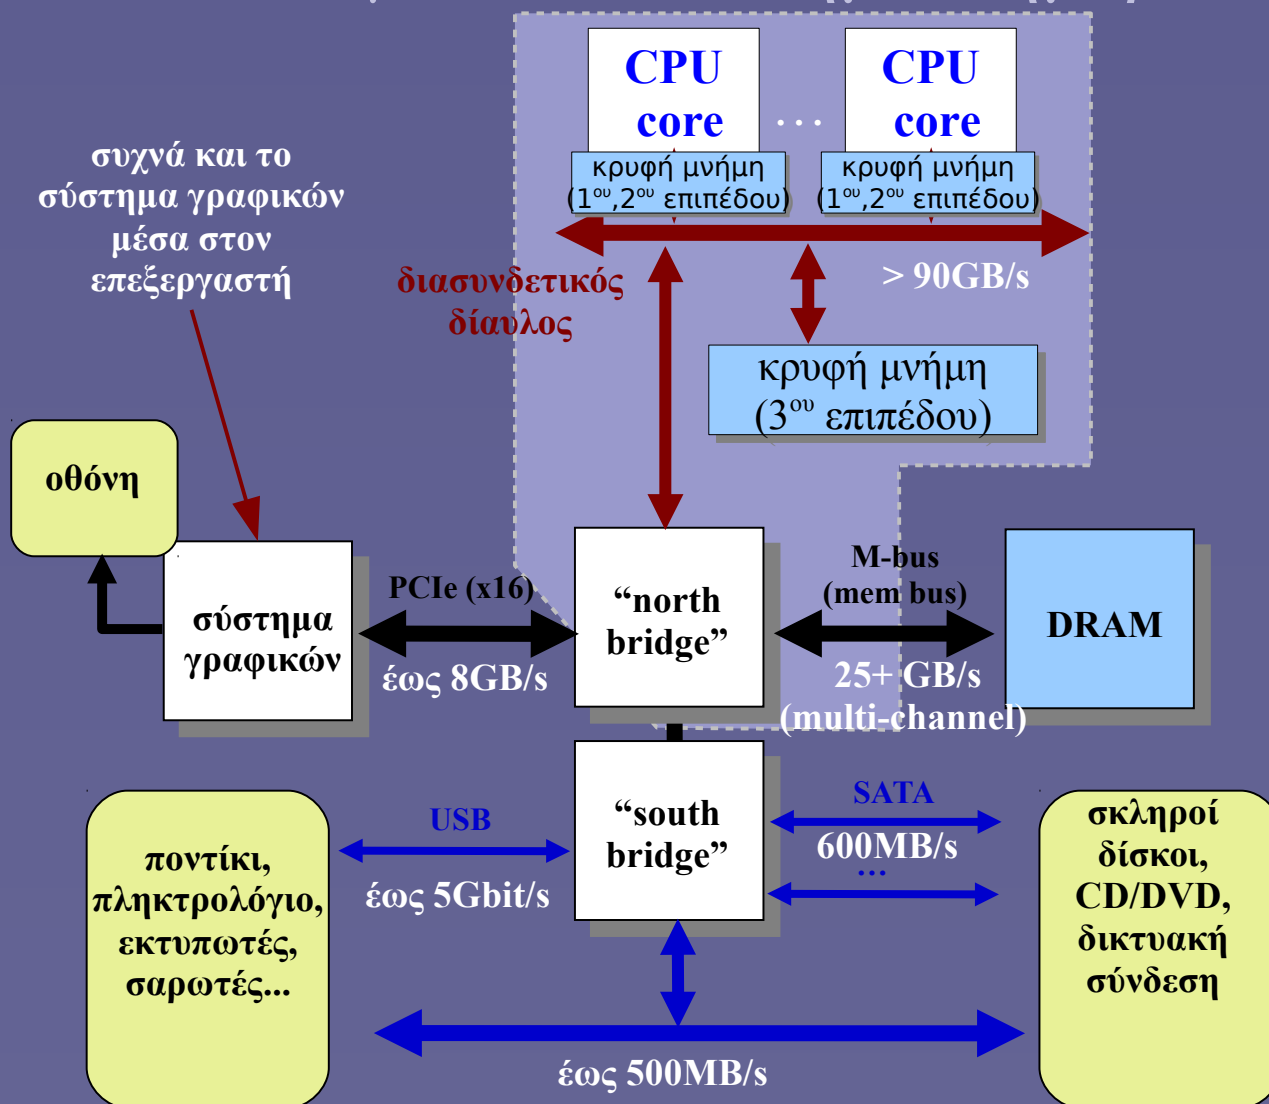 CPU
core
...
CPU
core
κρυφή μνήμη
(1ου,2ου επιπέδου)
κρυφή μνήμη
(1ου,2ου επιπέδου)
συχνά και το
σύστημα γραφικών
μέσα στον
επεξεργαστή
διασυνδετικός
δίαυλος
> 90GB/s
κρυφή μνήμη
(3ου επιπέδου)
οθόνη
σύστημα
γραφικών
PCIe (x16)
έως 8GB/s
“north
bridge”
M-bus
(mem bus)
25+ GB/s
(multi-channel)
DRAM
ποντίκι,
πληκτρολόγιο,
εκτυπωτές,
σαρωτές...
USB
έως 5Gbit/s
“south
bridge”
SATA
600MB/s
...
σκληροί
δίσκοι,
CD/DVD,
δικτυακή
σύνδεση
έως 500MB/s